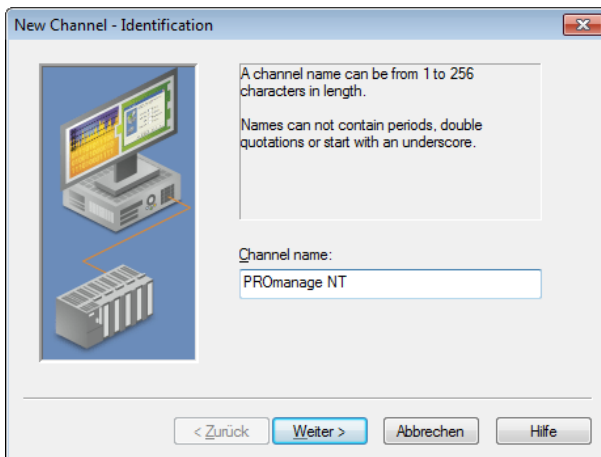 New Channel - Identification
A channel name can be from 1 to 256
characters in length.
Names can not contain periods, double
quotations or start with an underscore.
Channel name:
PROmanage NT
< Zurück
Weiter >
Abbrechen
Hilfe